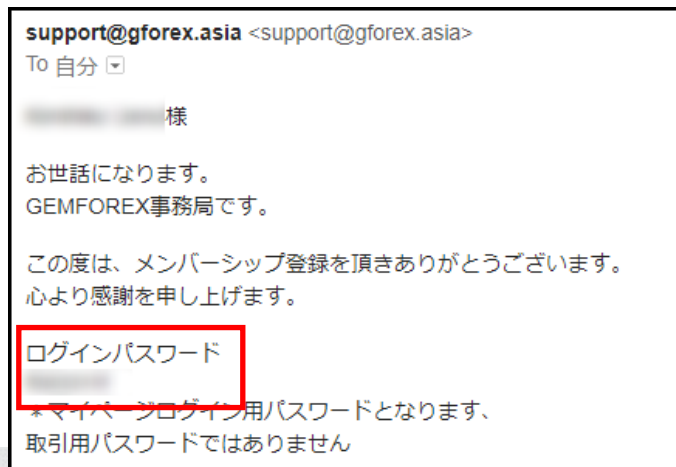 support@gforex.asia <support@gforex.asia>
To 自分
様
お世話になります。
GEMFOREX事務局です。
この度は、メンバーシップ登録を頂きありがとうございます。
心より感謝を申し上げます。
ログインパスワード
＊マイページログイン用パスワードとなります、
取引用パスワードではありません